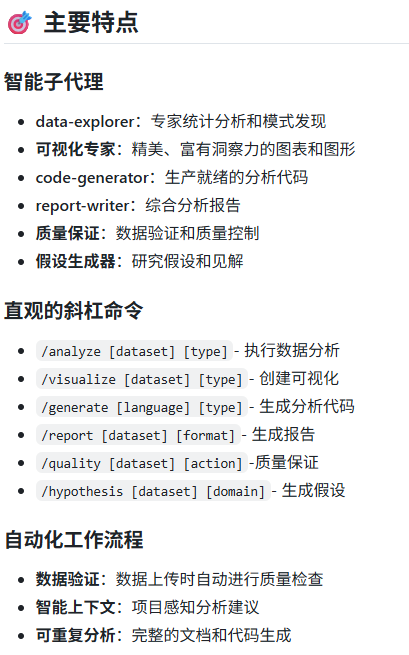 🎯 主要特点
智能子代理
data-explorer：专家统计分析和模式发现
可视化专家：精美、富有洞察力的图表和图形
code-generator：生产就绪的分析代码
report-writer：综合分析报告
质量保证：数据验证和质量控制
假设生成器：研究假设和见解
直观的斜杠命令
/analyze [dataset] [type] - 执行数据分析
/visualize [dataset] [type] - 创建可视化
/generate [language] [type] - 生成分析代码
/report [dataset] [format] - 生成报告
/quality [dataset] [action] -质量保证
/hypothesis [dataset] [domain] - 生成假设
自动化工作流程
数据验证：数据上传时自动进行质量检查
智能上下文：项目感知分析建议
可重复分析：完整的文档和代码生成